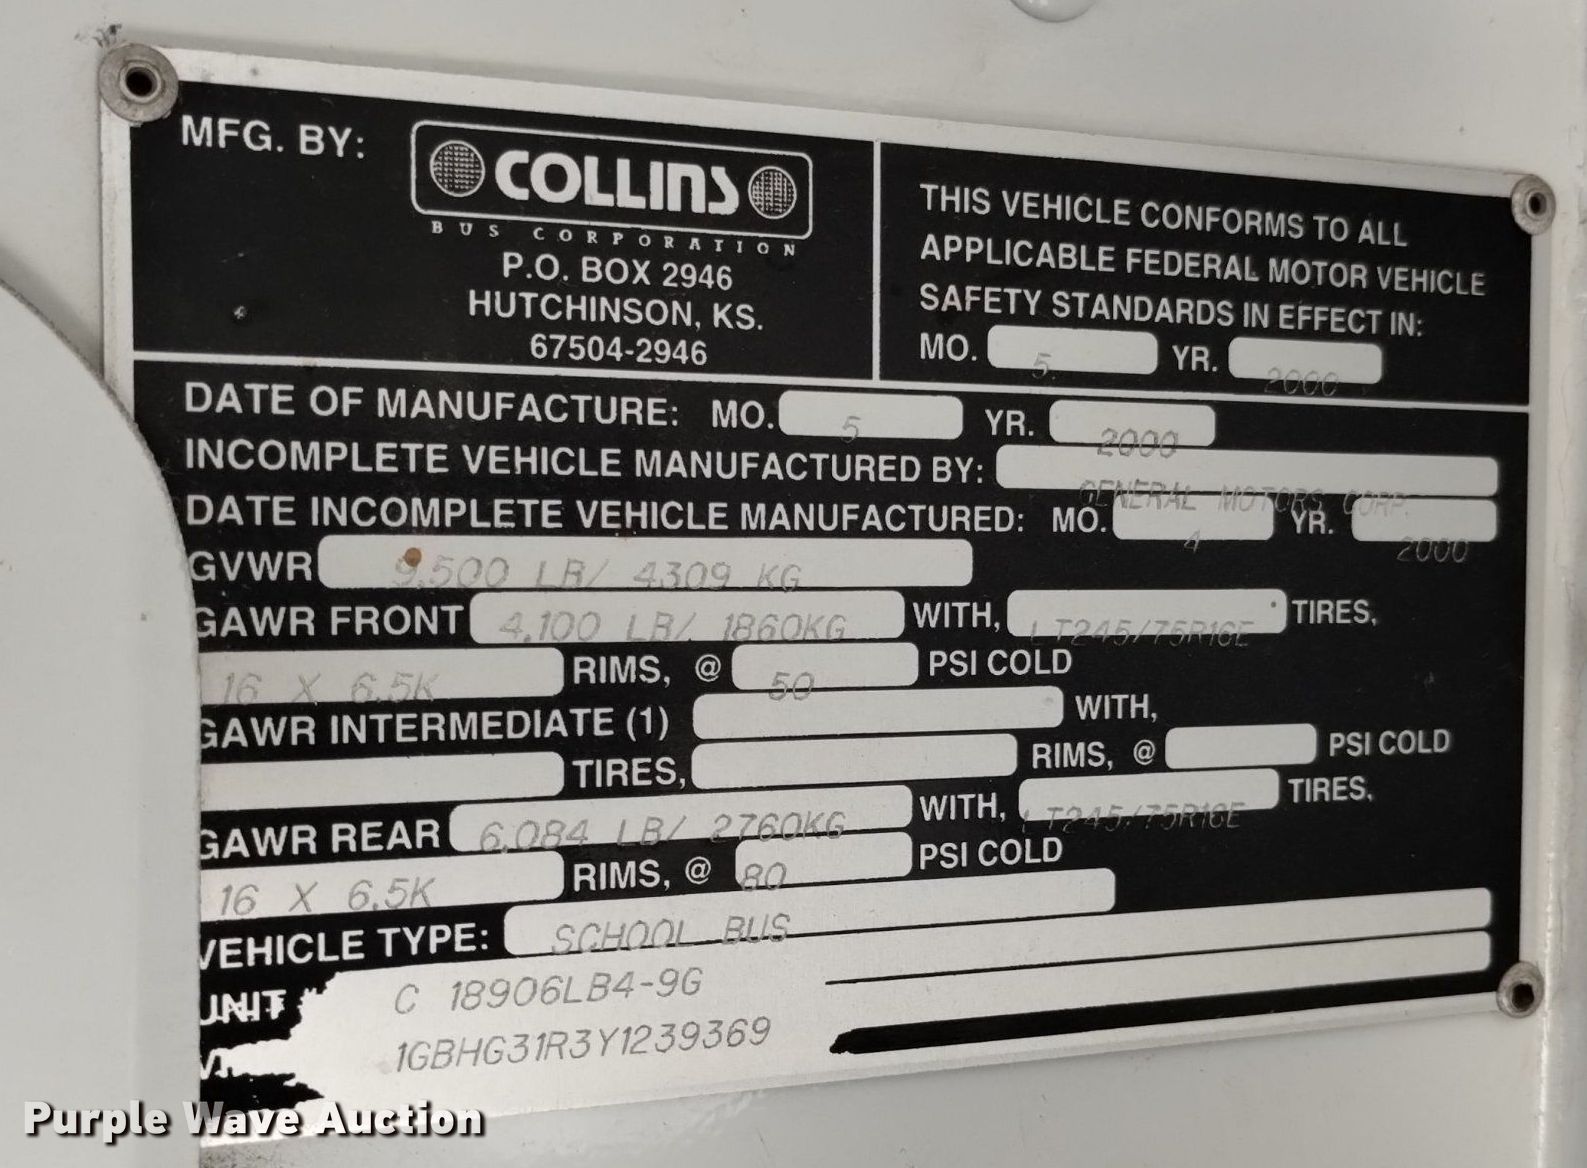 MFG. BY:
COLLINS
BUS CORPORATION
P.O. BOX 2946
HUTCHINSON, KS.
67504-2946
THIS VEHICLE CONFORMS TO ALL
APPLICABLE FEDERAL MOTOR VEHICLE
SAFETY STANDARDS IN EFFECT IN:
MO. 5 YR. 2000
DATE OF MANUFACTURE: MO. 5 YR. 2000
INCOMPLETE VEHICLE MANUFACTURED BY: GENERAL MOTORS CORP.
DATE INCOMPLETE VEHICLE MANUFACTURED: MO. 4 YR. 2000
GVWR 9,500 LB/ 4309 KG
GAWR FRONT 4,100 LB/ 1860KG WITH, LT245/75R16E TIRES,
16 X 6.5K RIMS, @ 50 PSI COLD
GAWR INTERMEDIATE (1) WITH,
TIRES, RIMS, @ PSI COLD
GAWR REAR 6,084 LB/ 2760KG WITH, LT245/75R16E TIRES,
16 X 6.5K RIMS, @ 80 PSI COLD
VEHICLE TYPE: SCHOOL BUS
UNIT # C 18906LB4-9G
1GBHG31R3Y1239369
Purple Wave Auction